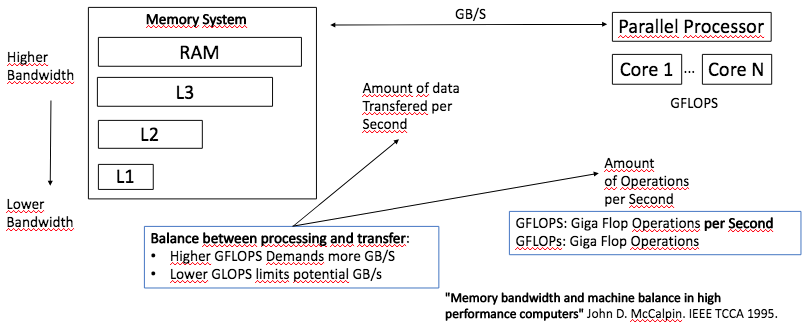 Memory System
GB/S
Parallel Processor
RAM
Higher
Bandwidth
L3
Core 1 ... Core N
GFLOPS
Amount of data
Transfered per
Second
L2
L1
Amount
of Operations
per Second
Lower
Bandwidth
GFLOPS: Giga Flop Operations per Second
GFLOPs: Giga Flop Operations
Balance between processing and transfer:
• Higher GFLOPS Demands more GB/S
• Lower GLOPS limits potential GB/s
"Memory bandwidth and machine balance in high
performance computers" John D. McCalpin. IEEE TCCA 1995.